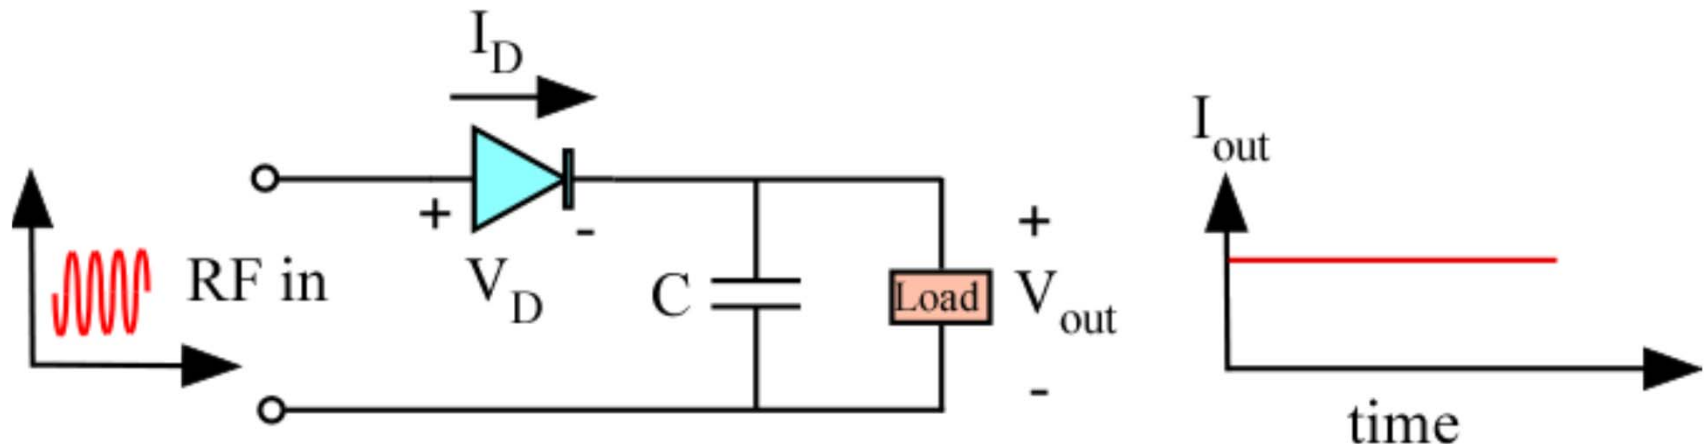 I_D
RF in
+
-
V_D
C
Load
+
V_out
-
I_out
time